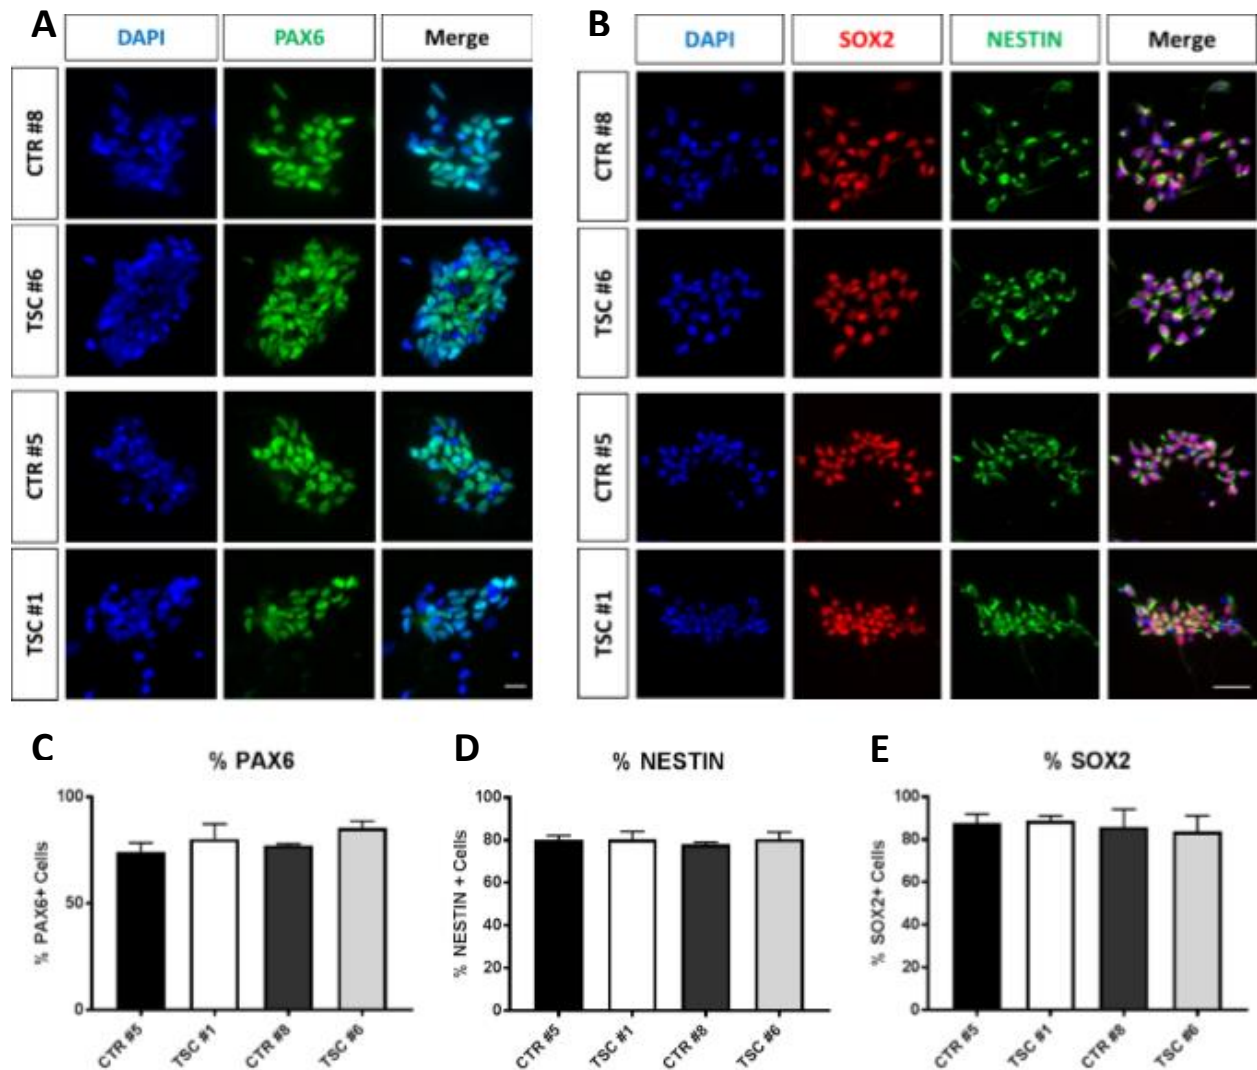 A
DAPI PAX6 Merge
CTR #8
TSC #6
CTR #5
TSC #1
B
DAPI SOX2 NESTIN Merge
CTR #8
TSC #6
CTR #5
TSC #1
C
% PAX6
100
50
0
% PAX6+ Cells
CTR #5 TSC #1 CTR #8 TSC #6
D
% NESTIN
100
80
60
40
20
0
% NESTIN + Cells
CTR #5 TSC #1 CTR #8 TSC #6
E
% SOX2
100
80
60
40
20
0
% SOX2+ Cells
CTR #5 TSC #1 CTR #8 TSC #6